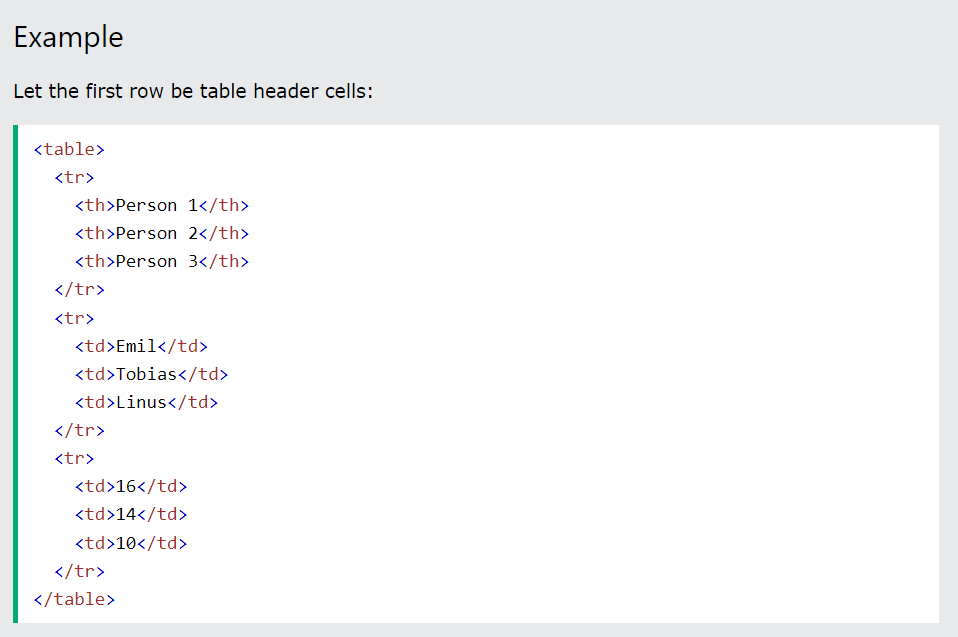 Example
Let the first row be table header cells:
<table>
  <tr>
    <th>Person 1</th>
    <th>Person 2</th>
    <th>Person 3</th>
  </tr>
  <tr>
    <td>Emil</td>
    <td>Tobias</td>
    <td>Linus</td>
  </tr>
  <tr>
    <td>16</td>
    <td>14</td>
    <td>10</td>
  </tr>
</table>